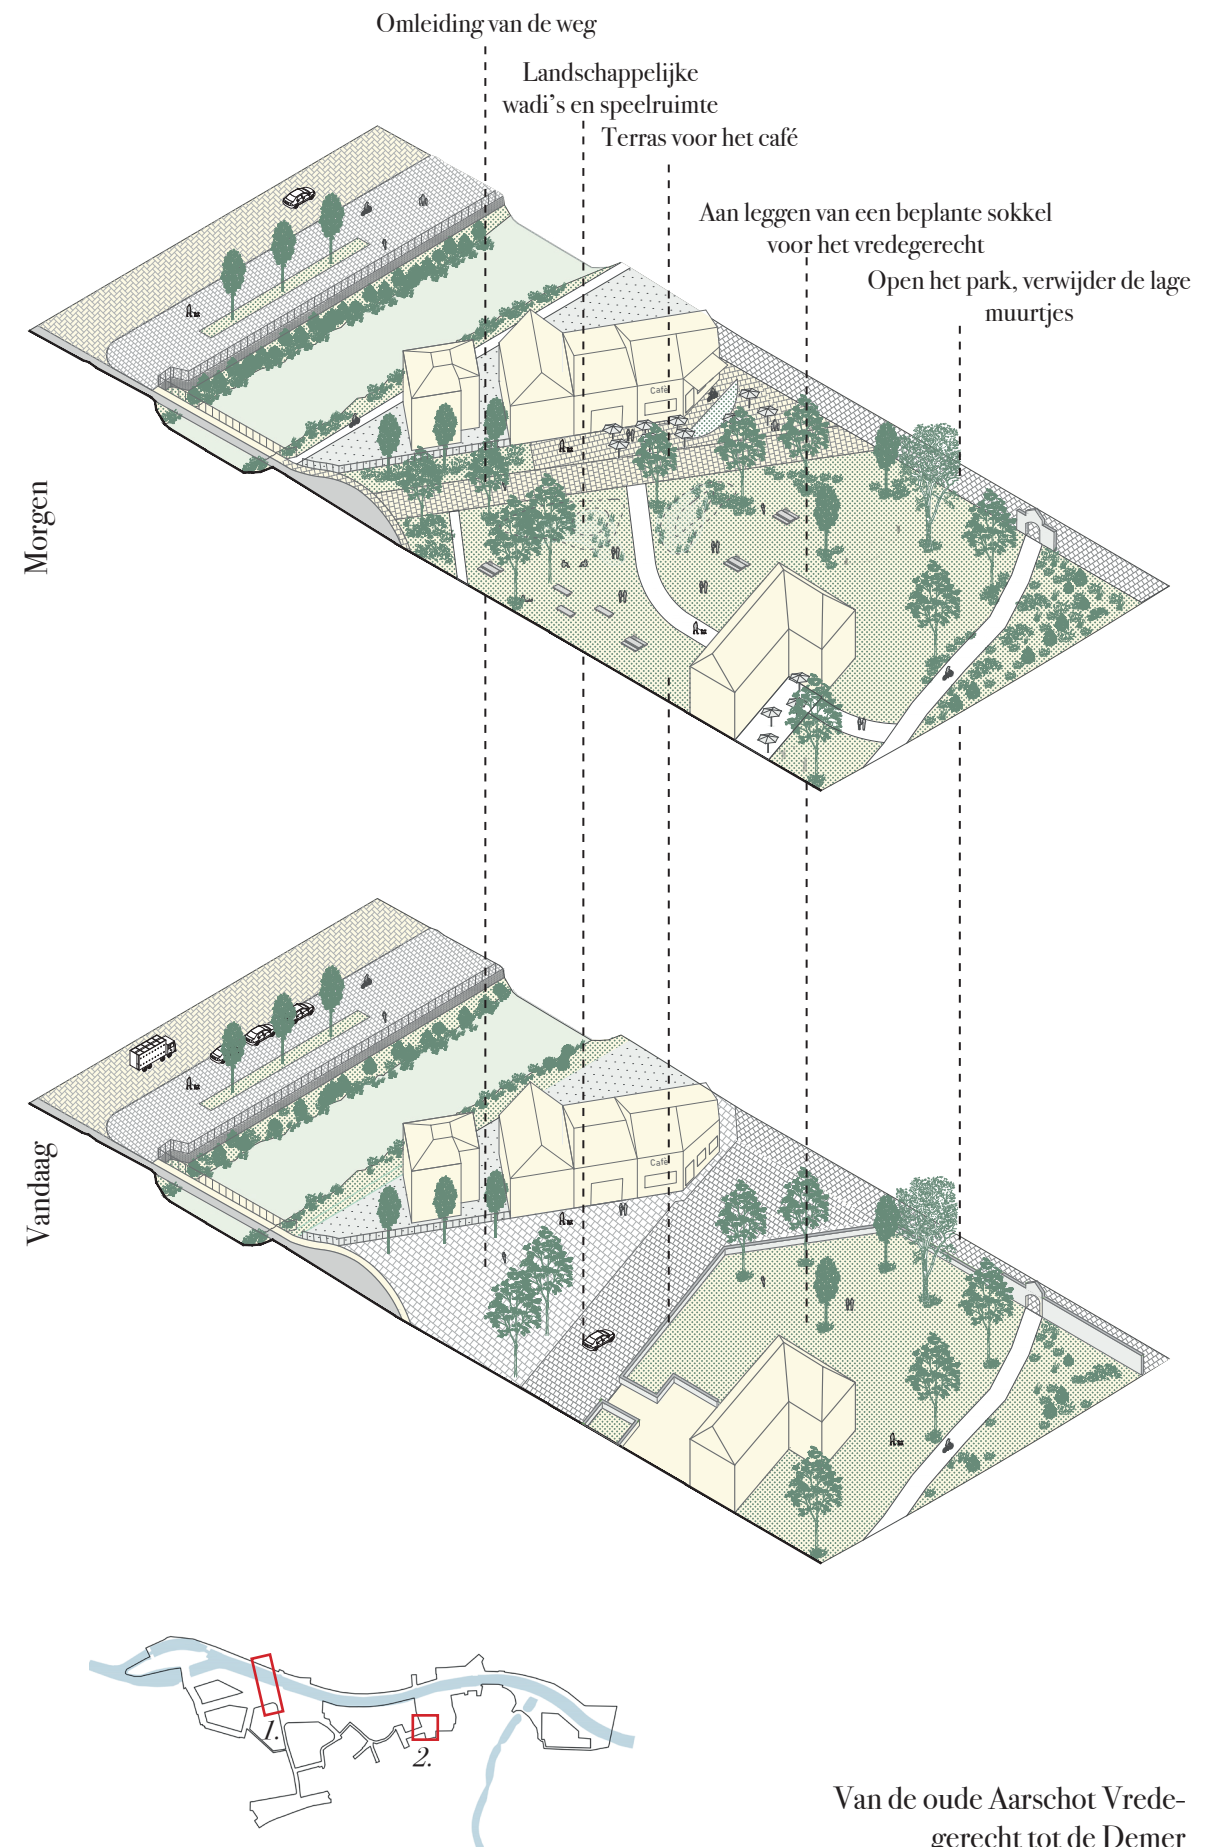 Omleiding van de weg
Landschappelijke
wadi's en speelruimte
Terras voor het café
Aan leggen van een beplante sokkel
voor het vredegerecht
Open het park, verwijder de lage
muurtjes
Café
Morgen
Café
Vandaag
1.
2.
Van de oude Aarschot Vrede-
gerecht tot de Demer